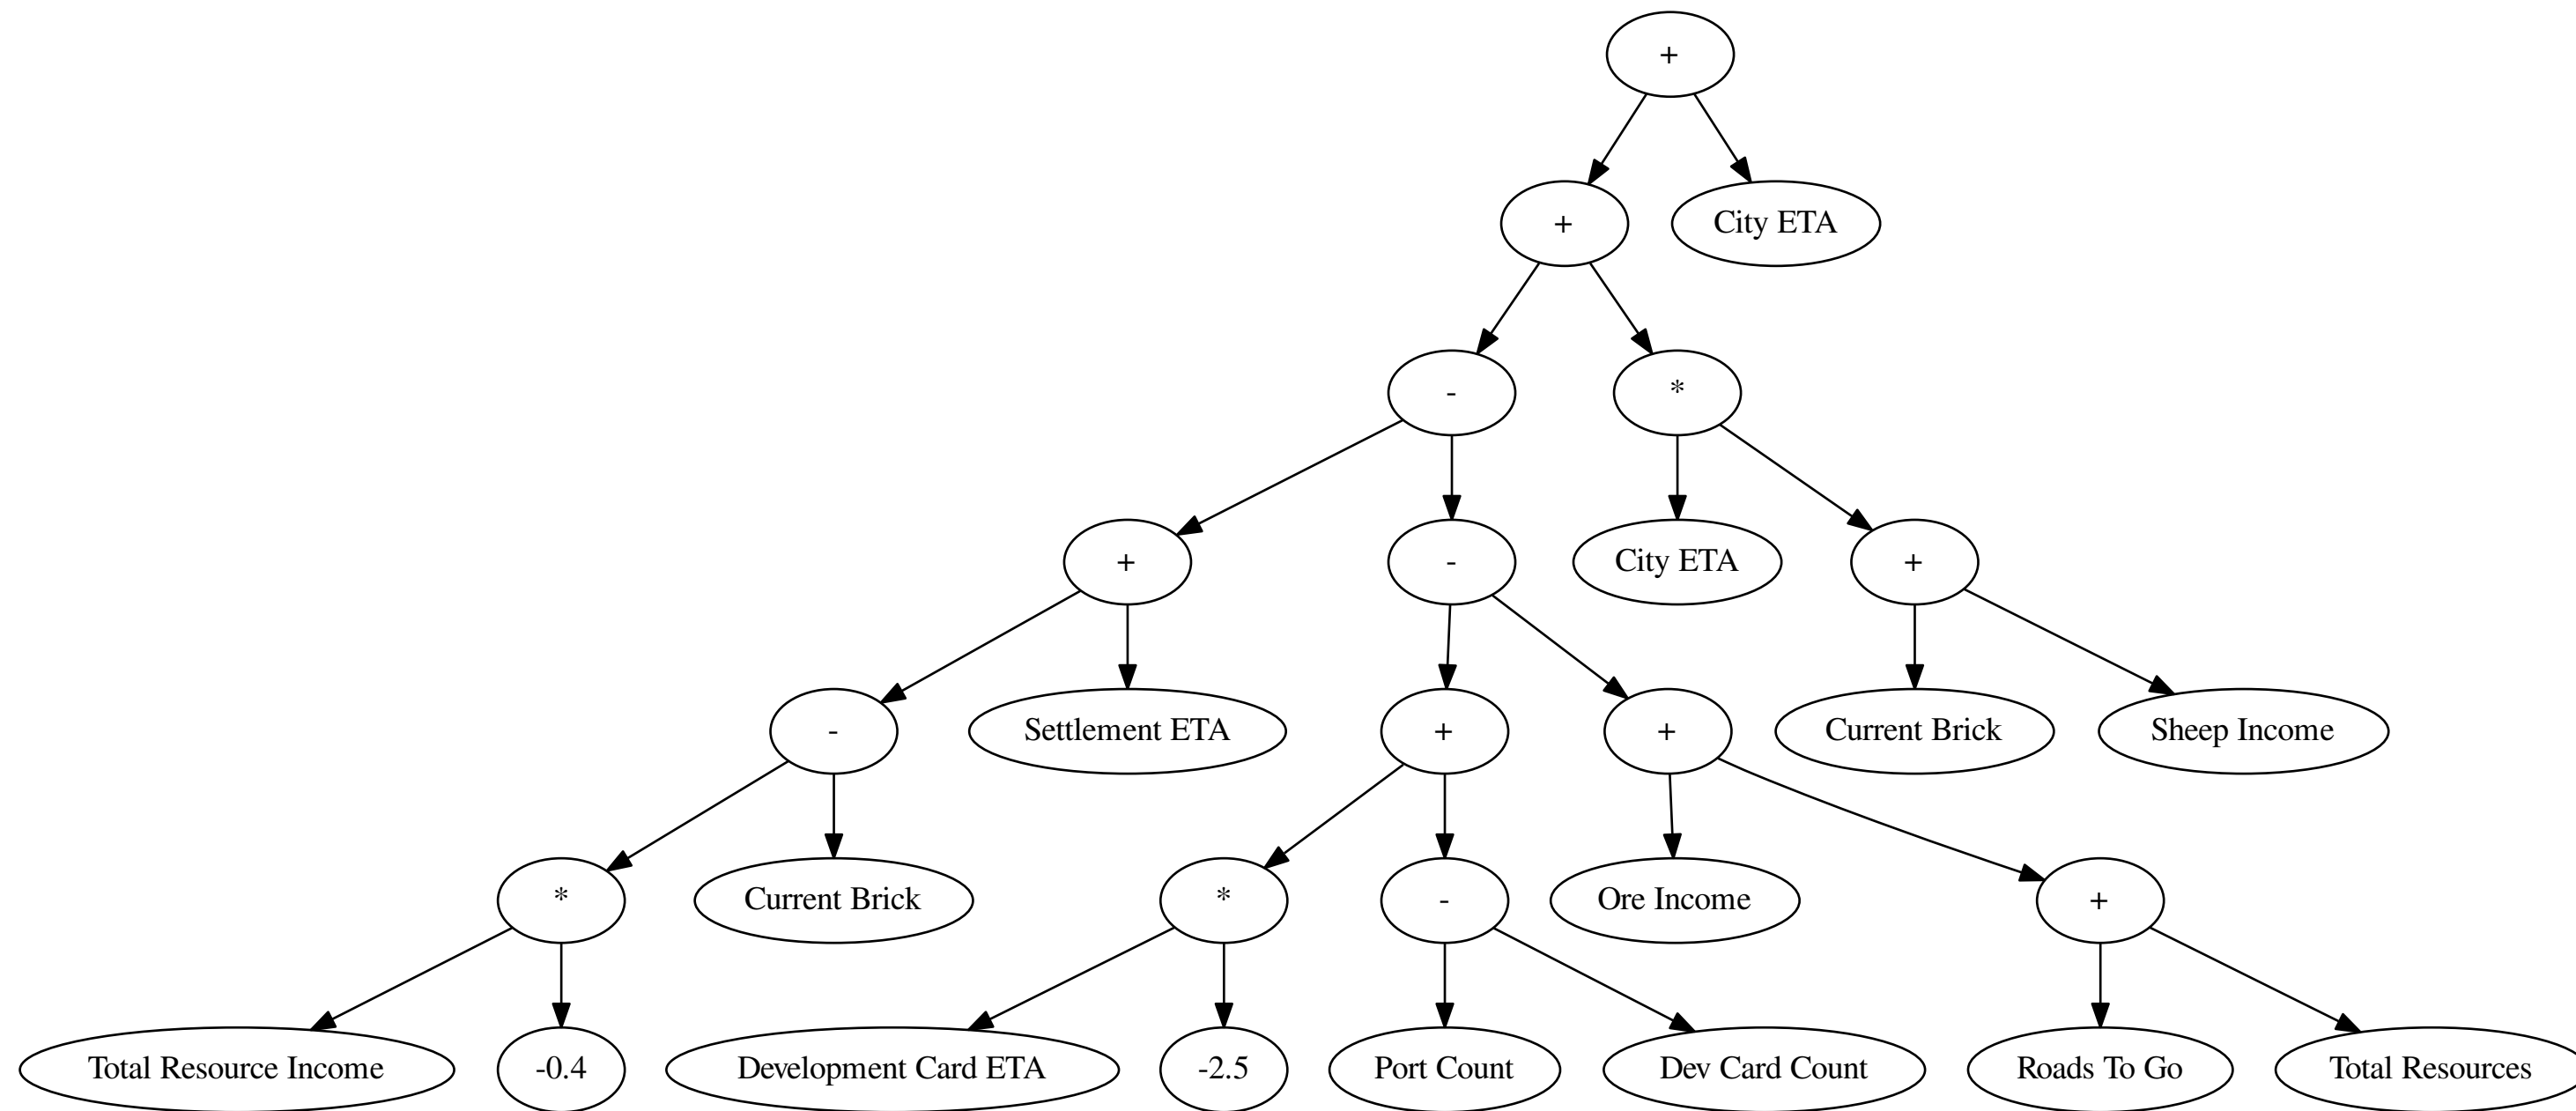 +
+
City ETA
-
*
+
-
City ETA
+
-
Settlement ETA
+
+
Current Brick
Sheep Income
*
Current Brick
*
-
Ore Income
+
Total Resource Income
-0.4
Development Card ETA
-2.5
Port Count
Dev Card Count
Roads To Go
Total Resources